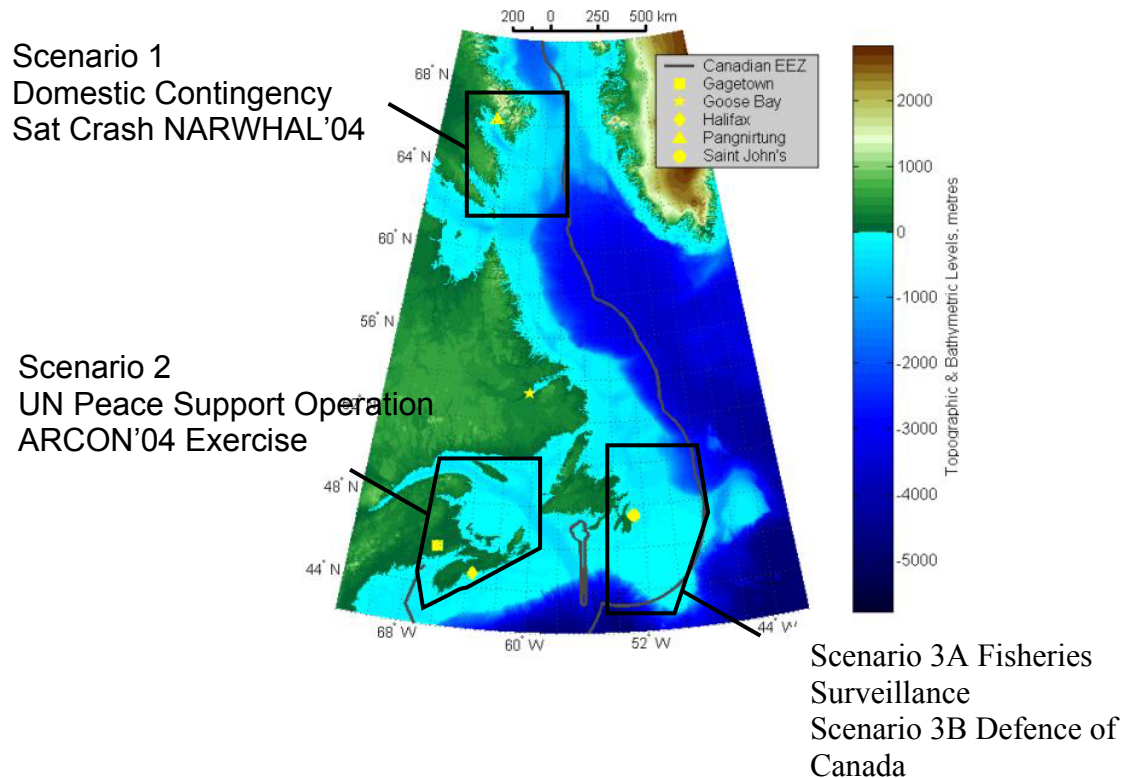 200 0 250 500 km
Scenario 1
Domestic Contingency
Sat Crash NARWHAL’04
Canadian EEZ
Gagetown
Goose Bay
Halifax
Pangnirtung
Saint John's
68° N
64° N
60° N
56° N
Scenario 2
UN Peace Support Operation
ARCON’04 Exercise
48° N
44° N
68° W
60° W
52° W
44° W
2000
1000
0
-1000
-2000
-3000
-4000
-5000
Topographic & Bathymetric Levels, metres
Scenario 3A Fisheries
Surveillance
Scenario 3B Defence of
Canada